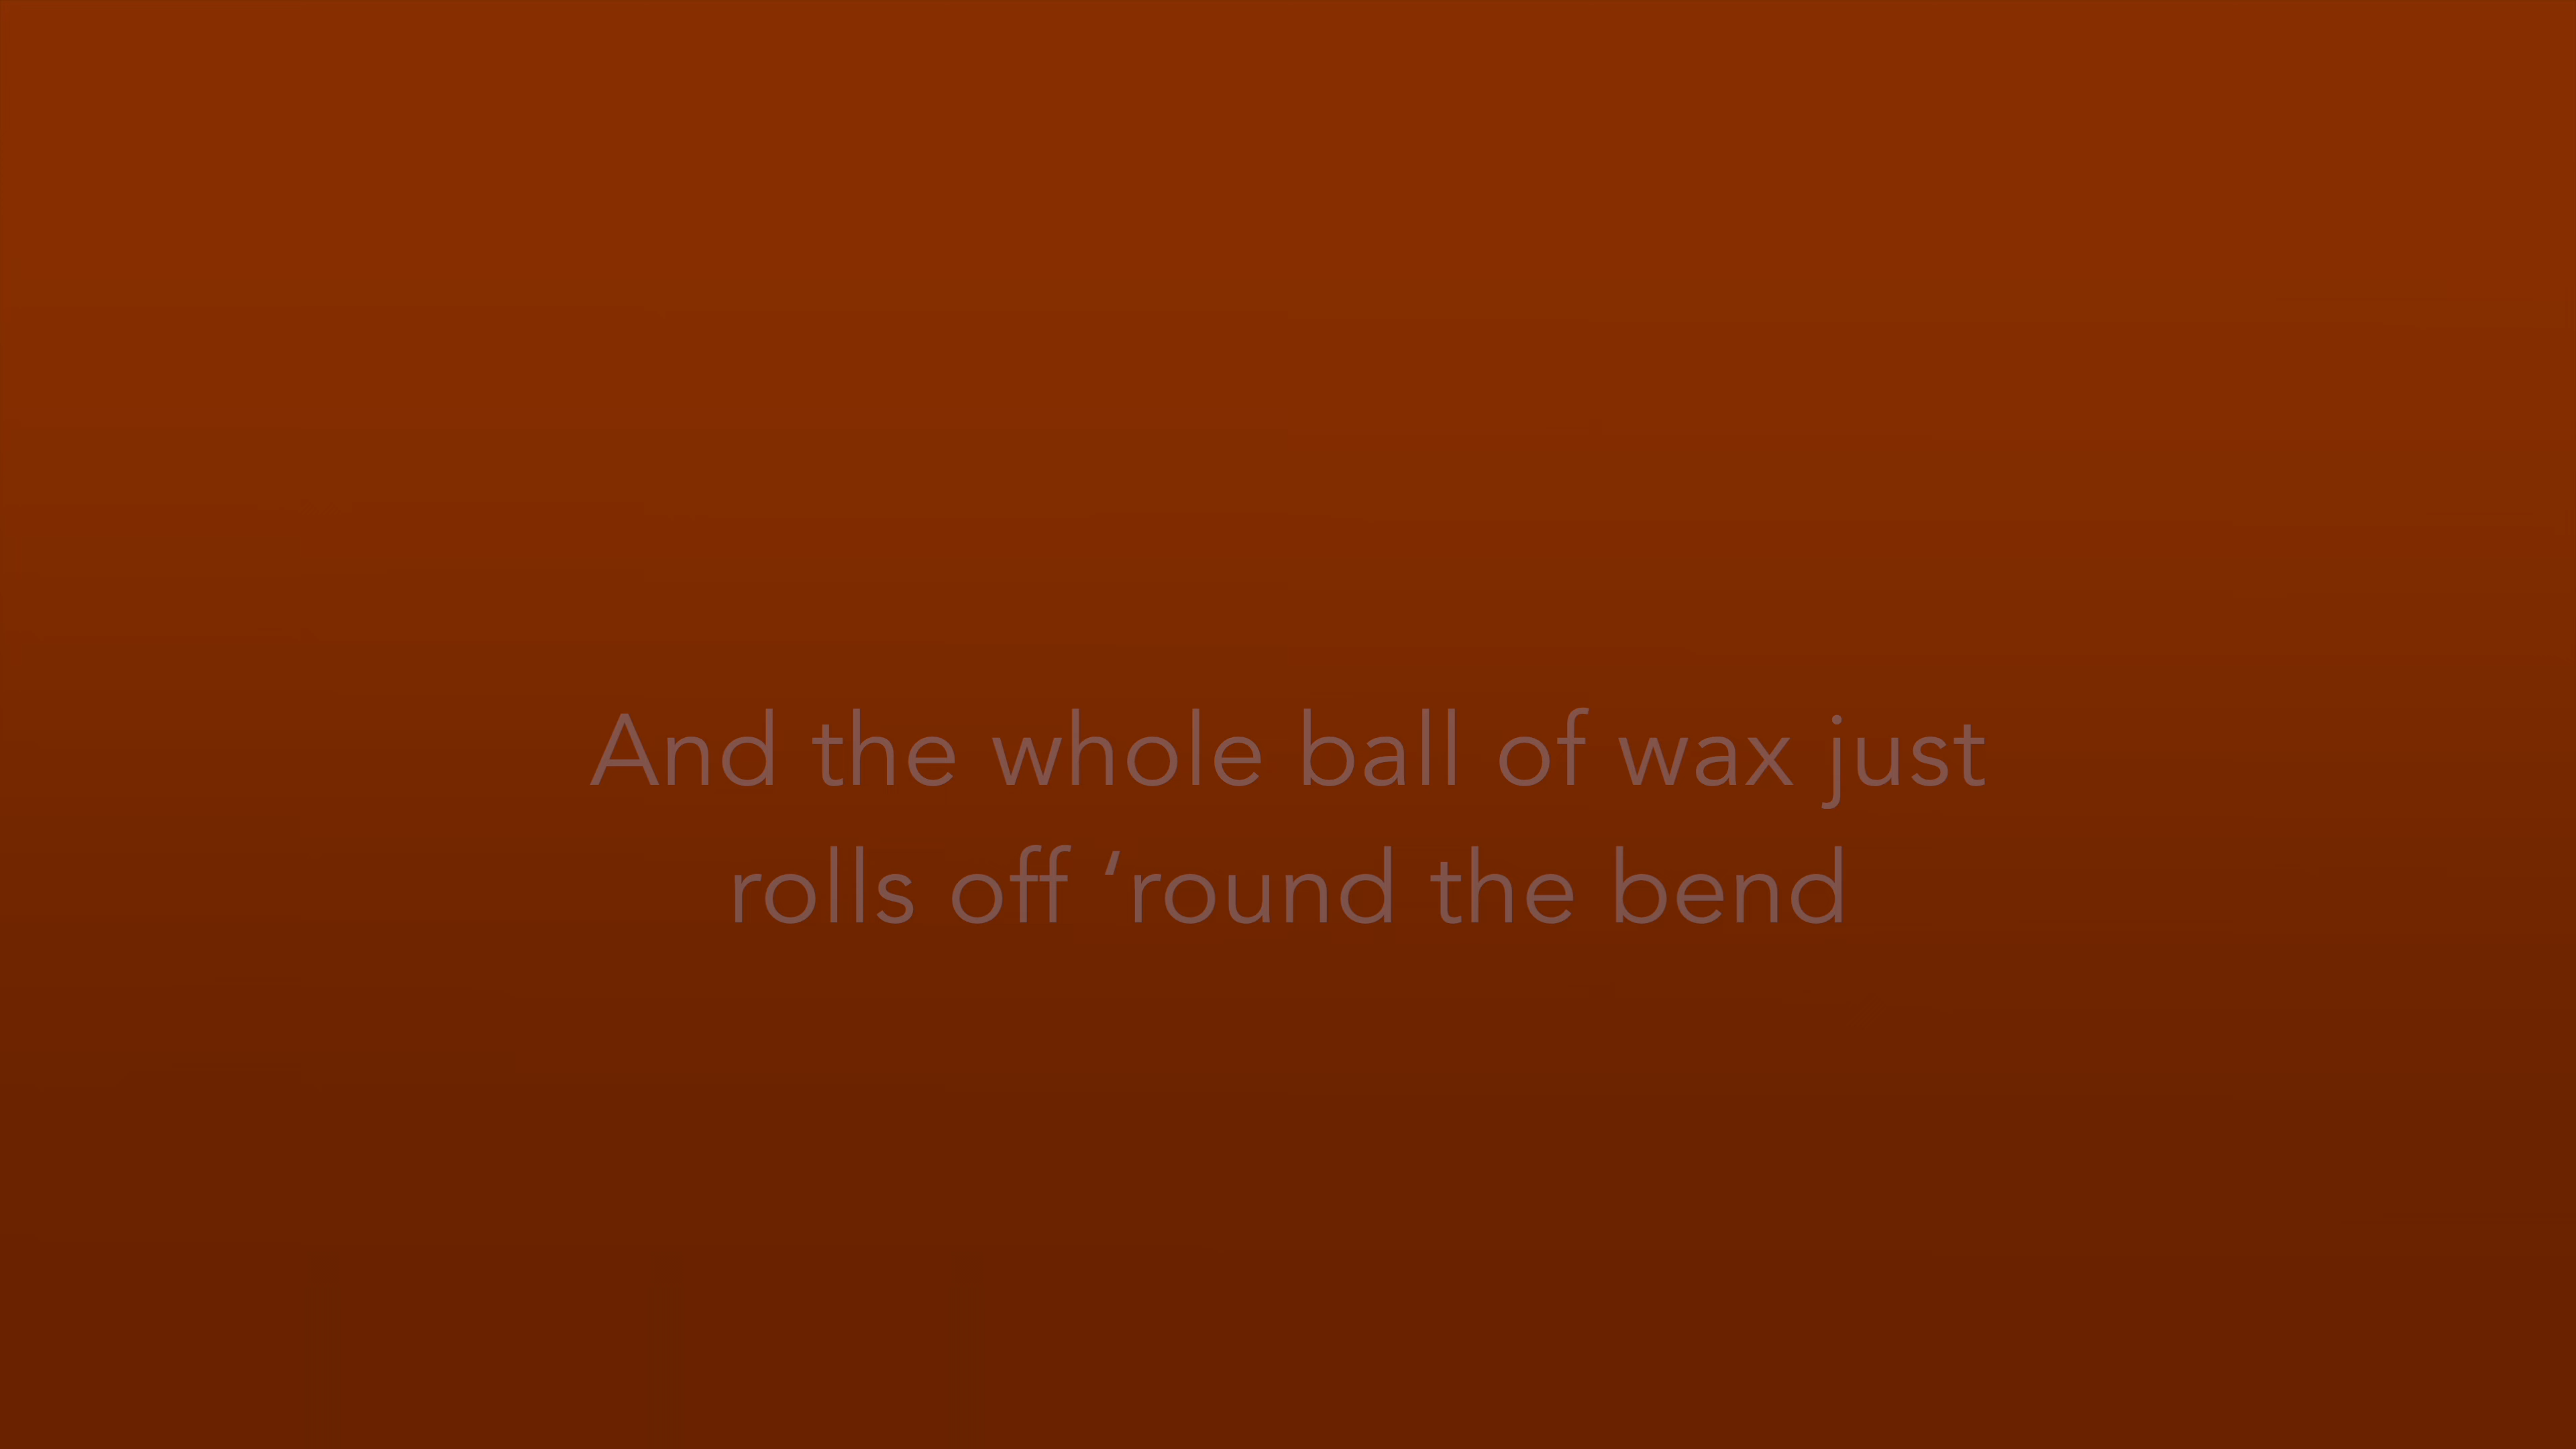 And the whole ball of wax just
rolls off ‘round the bend